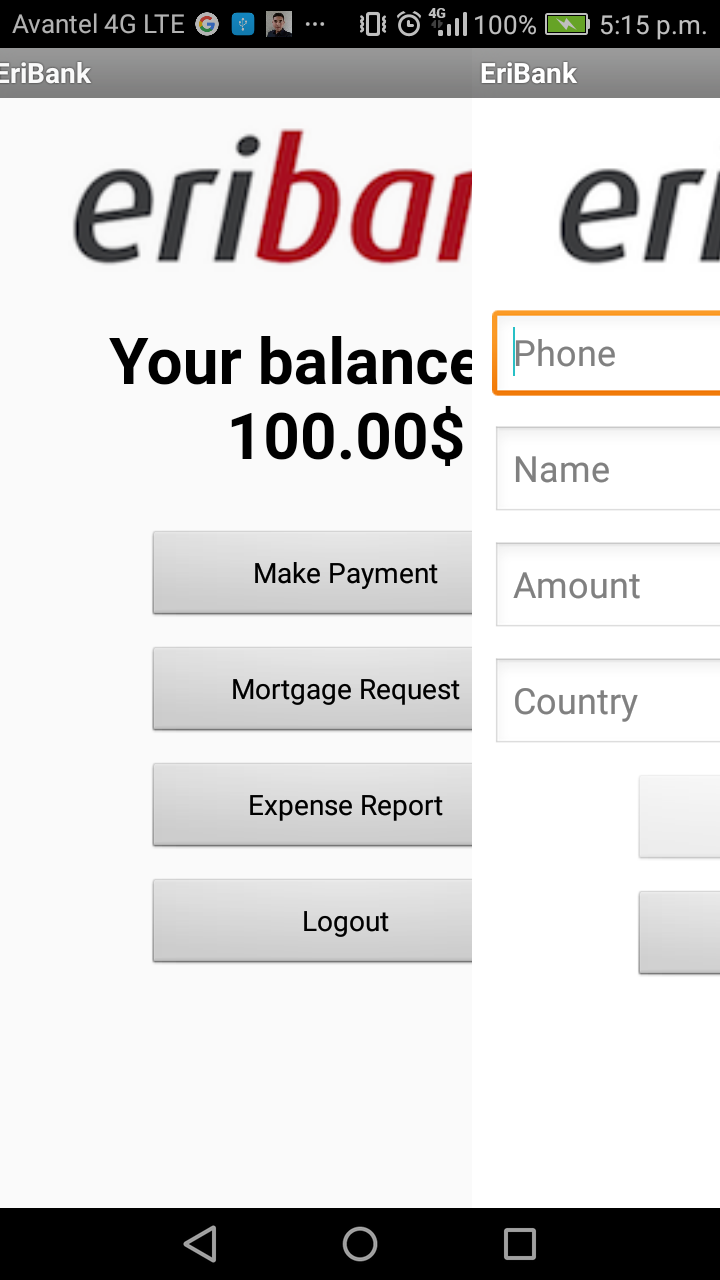 Avantel 4G LTE ... 4G 100% 5:15 p.m.
EriBank
eriban
Your balance
100.00$
Make Payment
Mortgage Request
Expense Report
Logout
EriBank
eri
Phone
Name
Amount
Country